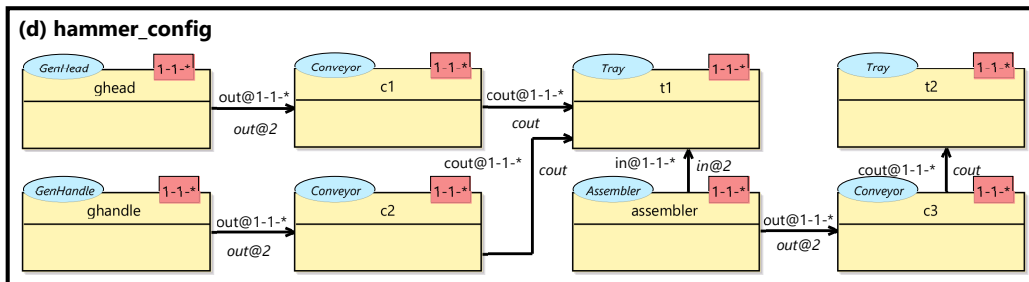 (d) hammer_config
GenHead
1-1-*
ghead
out@1-1-*
out@2
Conveyor
1-1-*
c1
cout@1-1-*
cout
Tray
1-1-*
t1
Tray
1-1-*
t2
cout@1-1-*
cout
in@1-1-*
in@2
cout@1-1-*
cout
GenHandle
1-1-*
ghandle
out@1-1-*
out@2
Conveyor
1-1-*
c2
Assembler
1-1-*
assembler
out@1-1-*
out@2
Conveyor
1-1-*
c3